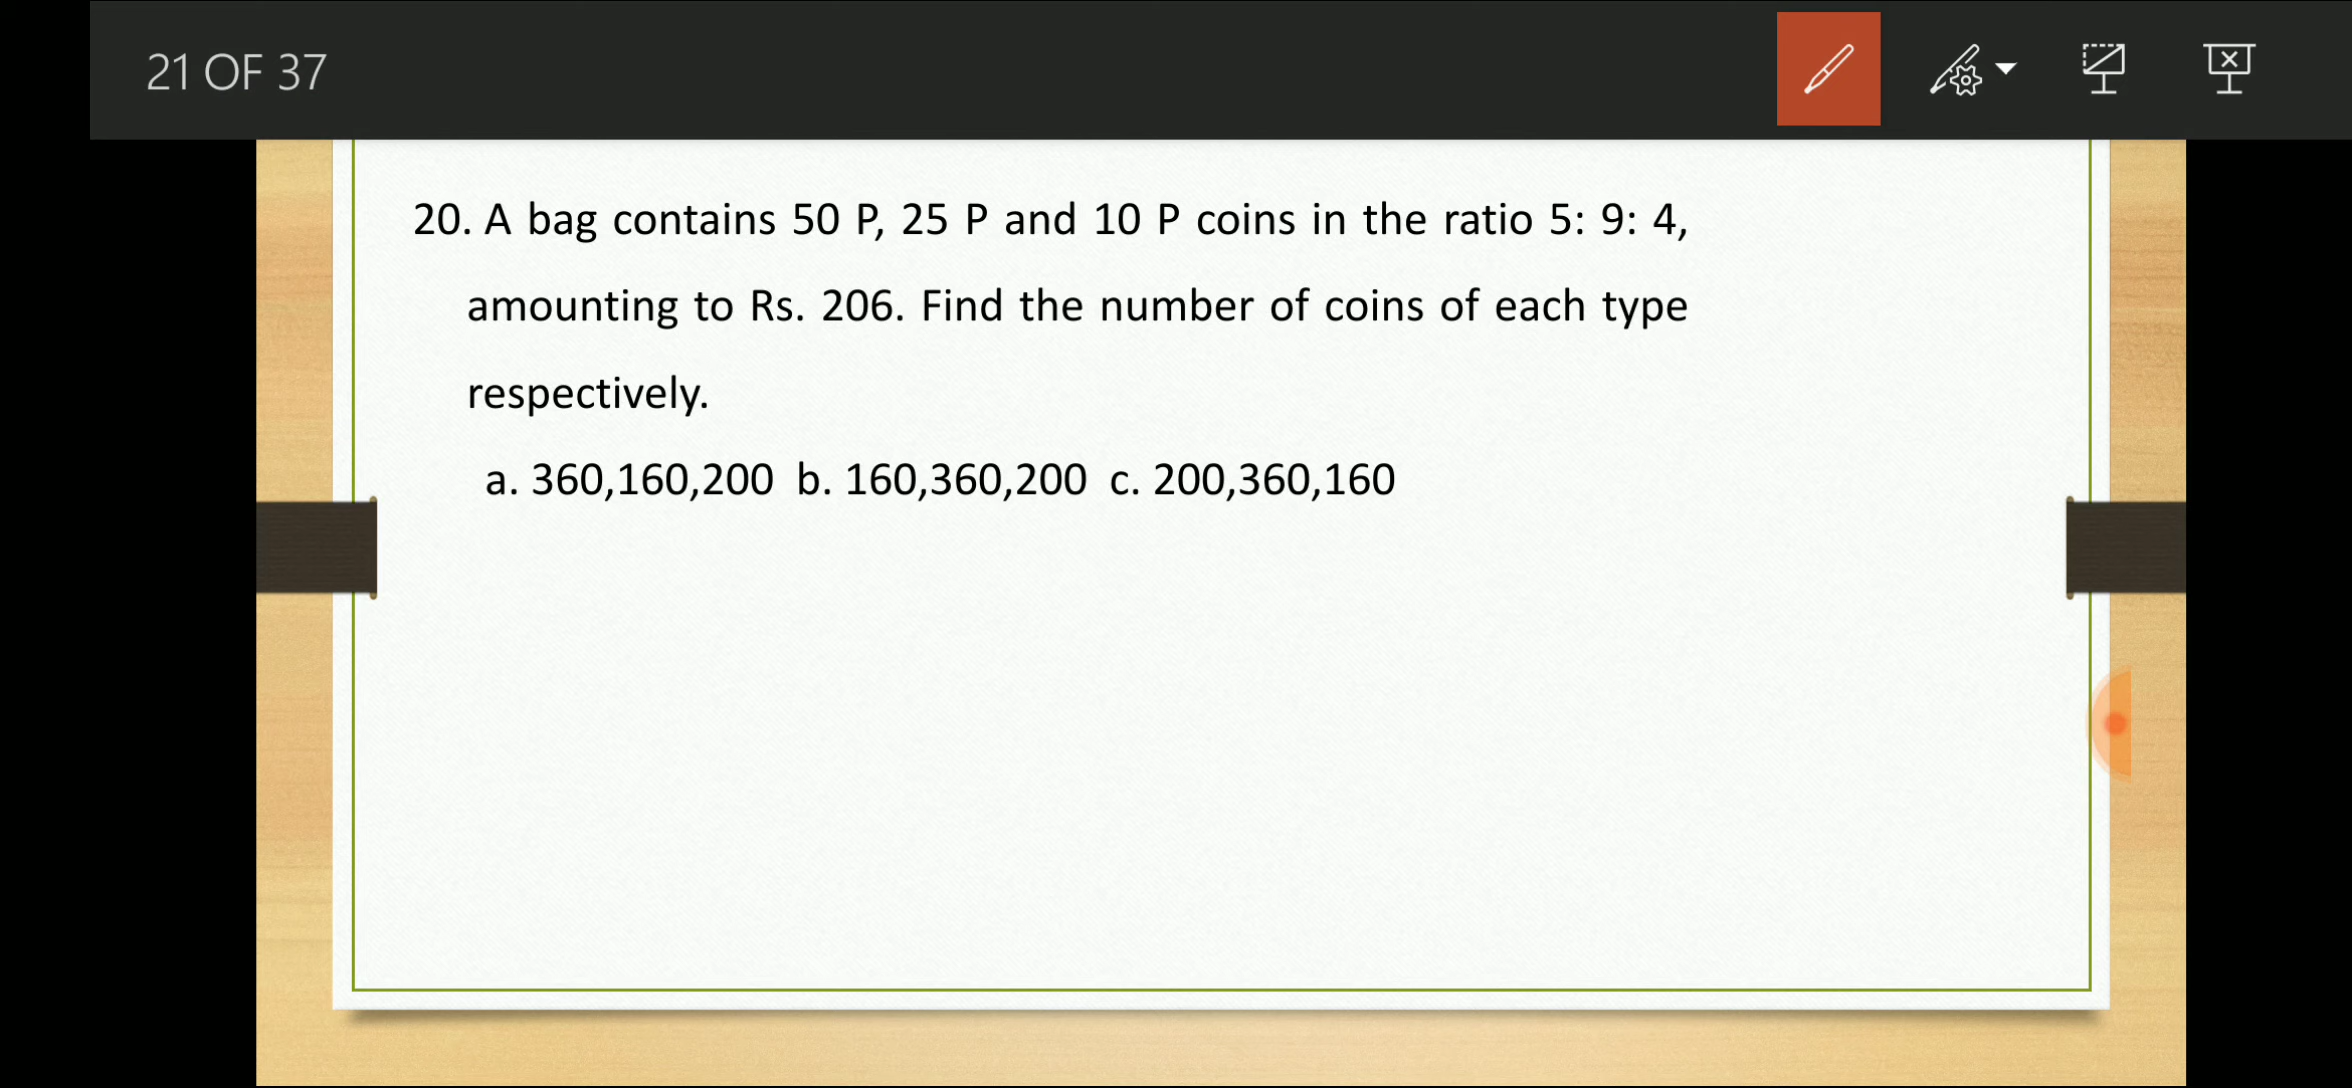 21 OF 37
20. A bag contains 50 P, 25 P and 10 P coins in the ratio 5: 9: 4,
amounting to Rs. 206. Find the number of coins of each type
respectively.
a. 360,160,200 b. 160,360,200 c. 200,360,160